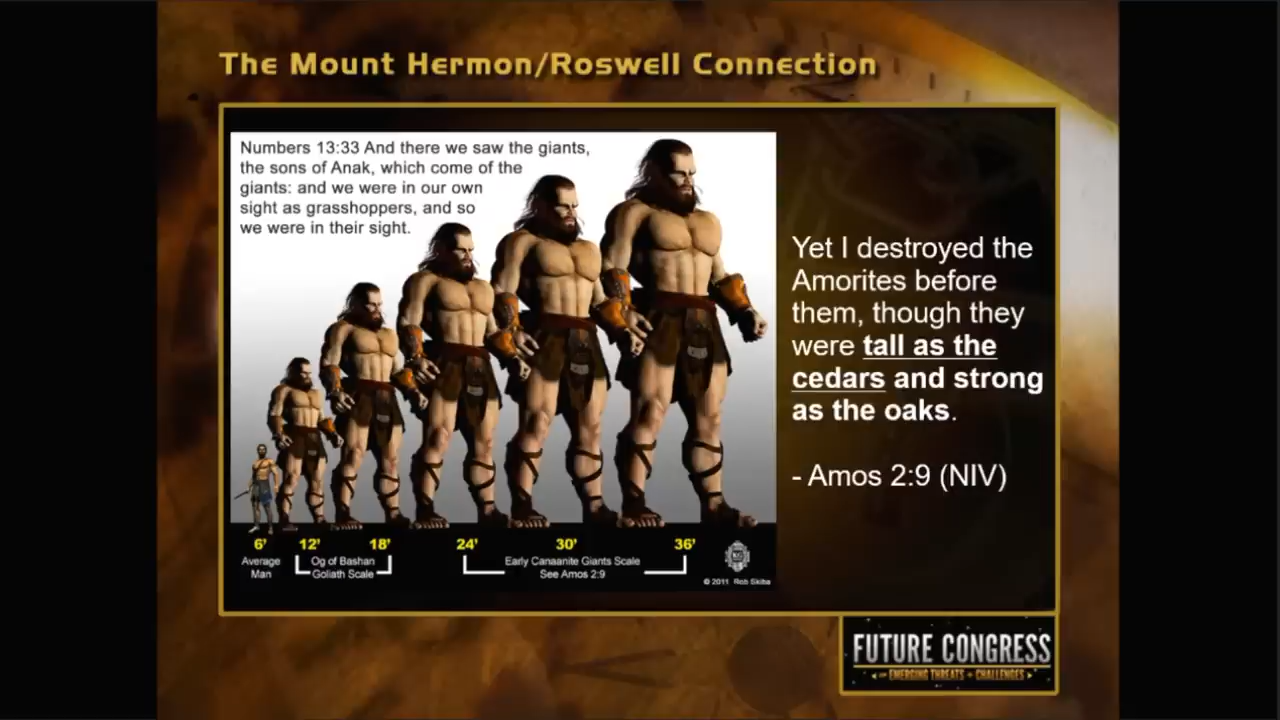 The Mount Hermon/Roswell Connection
Numbers 13:33 And there we saw the giants,
the sons of Anak, which come of the
giants: and we were in our own
sight as grasshoppers, and so
we were in their sight.
Yet I destroyed the
Amorites before
them, though they
were tall as the
cedars and strong
as the oaks.
- Amos 2:9 (NIV)
6' 12' 18' 24' 30' 36'
Average
Man
Og of Bashan
Goliath Scale
Early Canaanite Giants Scale
See Amos 2:9
© 2011 Rob Skiba
FUTURE CONGRESS
EMERGING THREATS + CHALLENGES